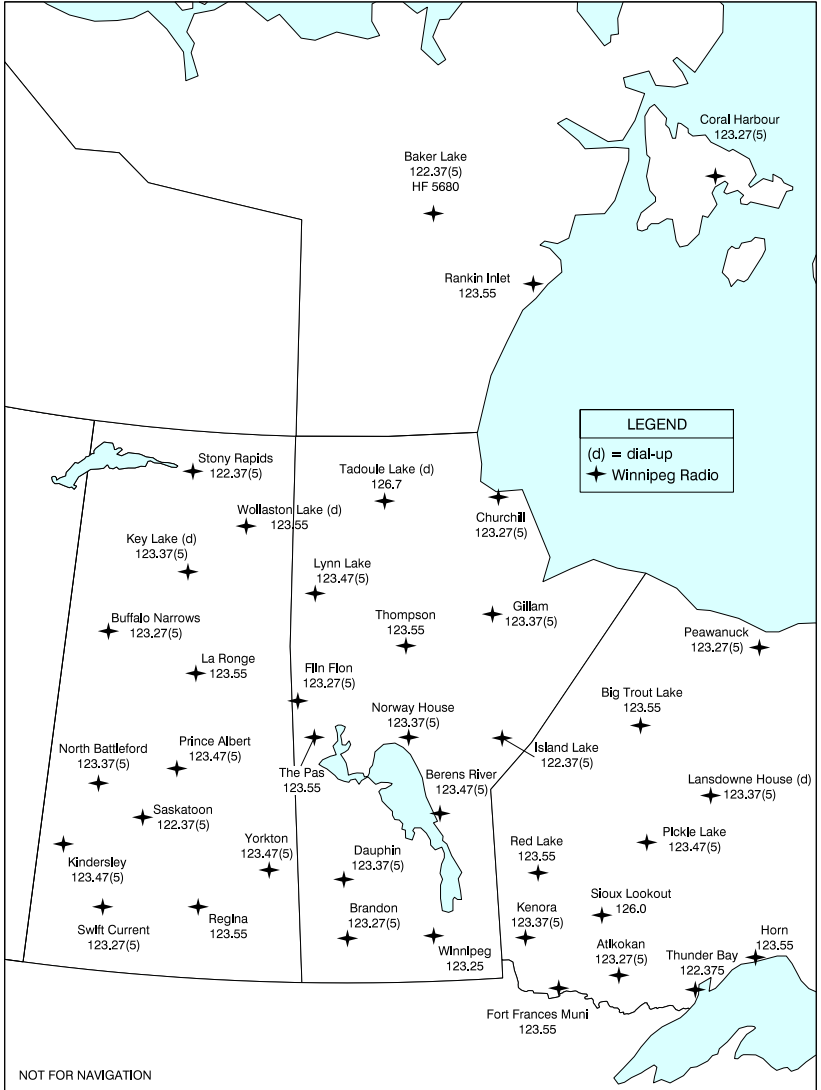 Coral Harbour
123.27(5)
Baker Lake
122.37(5)
HF 5680
Rankin Inlet
123.55
LEGEND
(d) = dial-up
Winnipeg Radio
Stony Rapids
122.37(5)
Tadoule Lake (d)
126.7
Wollaston Lake (d)
123.55
Churchill
123.27(5)
Key Lake (d)
123.37(5)
Lynn Lake
123.47(5)
Gillam
123.37(5)
Buffalo Narrows
123.27(5)
Thompson
123.55
Peawanuck
123.27(5)
La Ronge
123.55
Flin Flon
123.27(5)
Big Trout Lake
123.55
Norway House
123.37(5)
Island Lake
122.37(5)
North Battleford
123.37(5)
Prince Albert
123.47(5)
The Pas
123.55
Berens River
123.47(5)
Lansdowne House (d)
123.37(5)
Saskatoon
122.37(5)
Pickle Lake
123.47(5)
Yorkton
123.47(5)
Dauphin
123.37(5)
Red Lake
123.55
Kindersley
123.47(5)
Sioux Lookout
126.0
Swift Current
123.27(5)
Regina
123.55
Brandon
123.27(5)
Winnipeg
123.25
Kenora
123.37(5)
Atikokan
123.27(5)
Horn
123.55
Thunder Bay
122.375
Fort Frances Muni
123.55
NOT FOR NAVIGATION